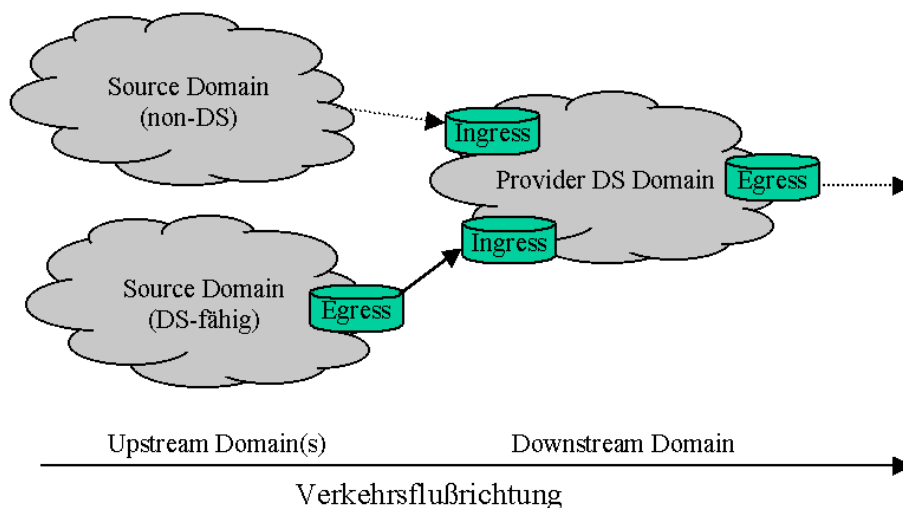 Source Domain
(non-DS)
Ingress
Provider DS Domain
Egress
Ingress
Source Domain
(DS-fähig)
Egress
Upstream Domain(s)
Downstream Domain
Verkehrsflußrichtung